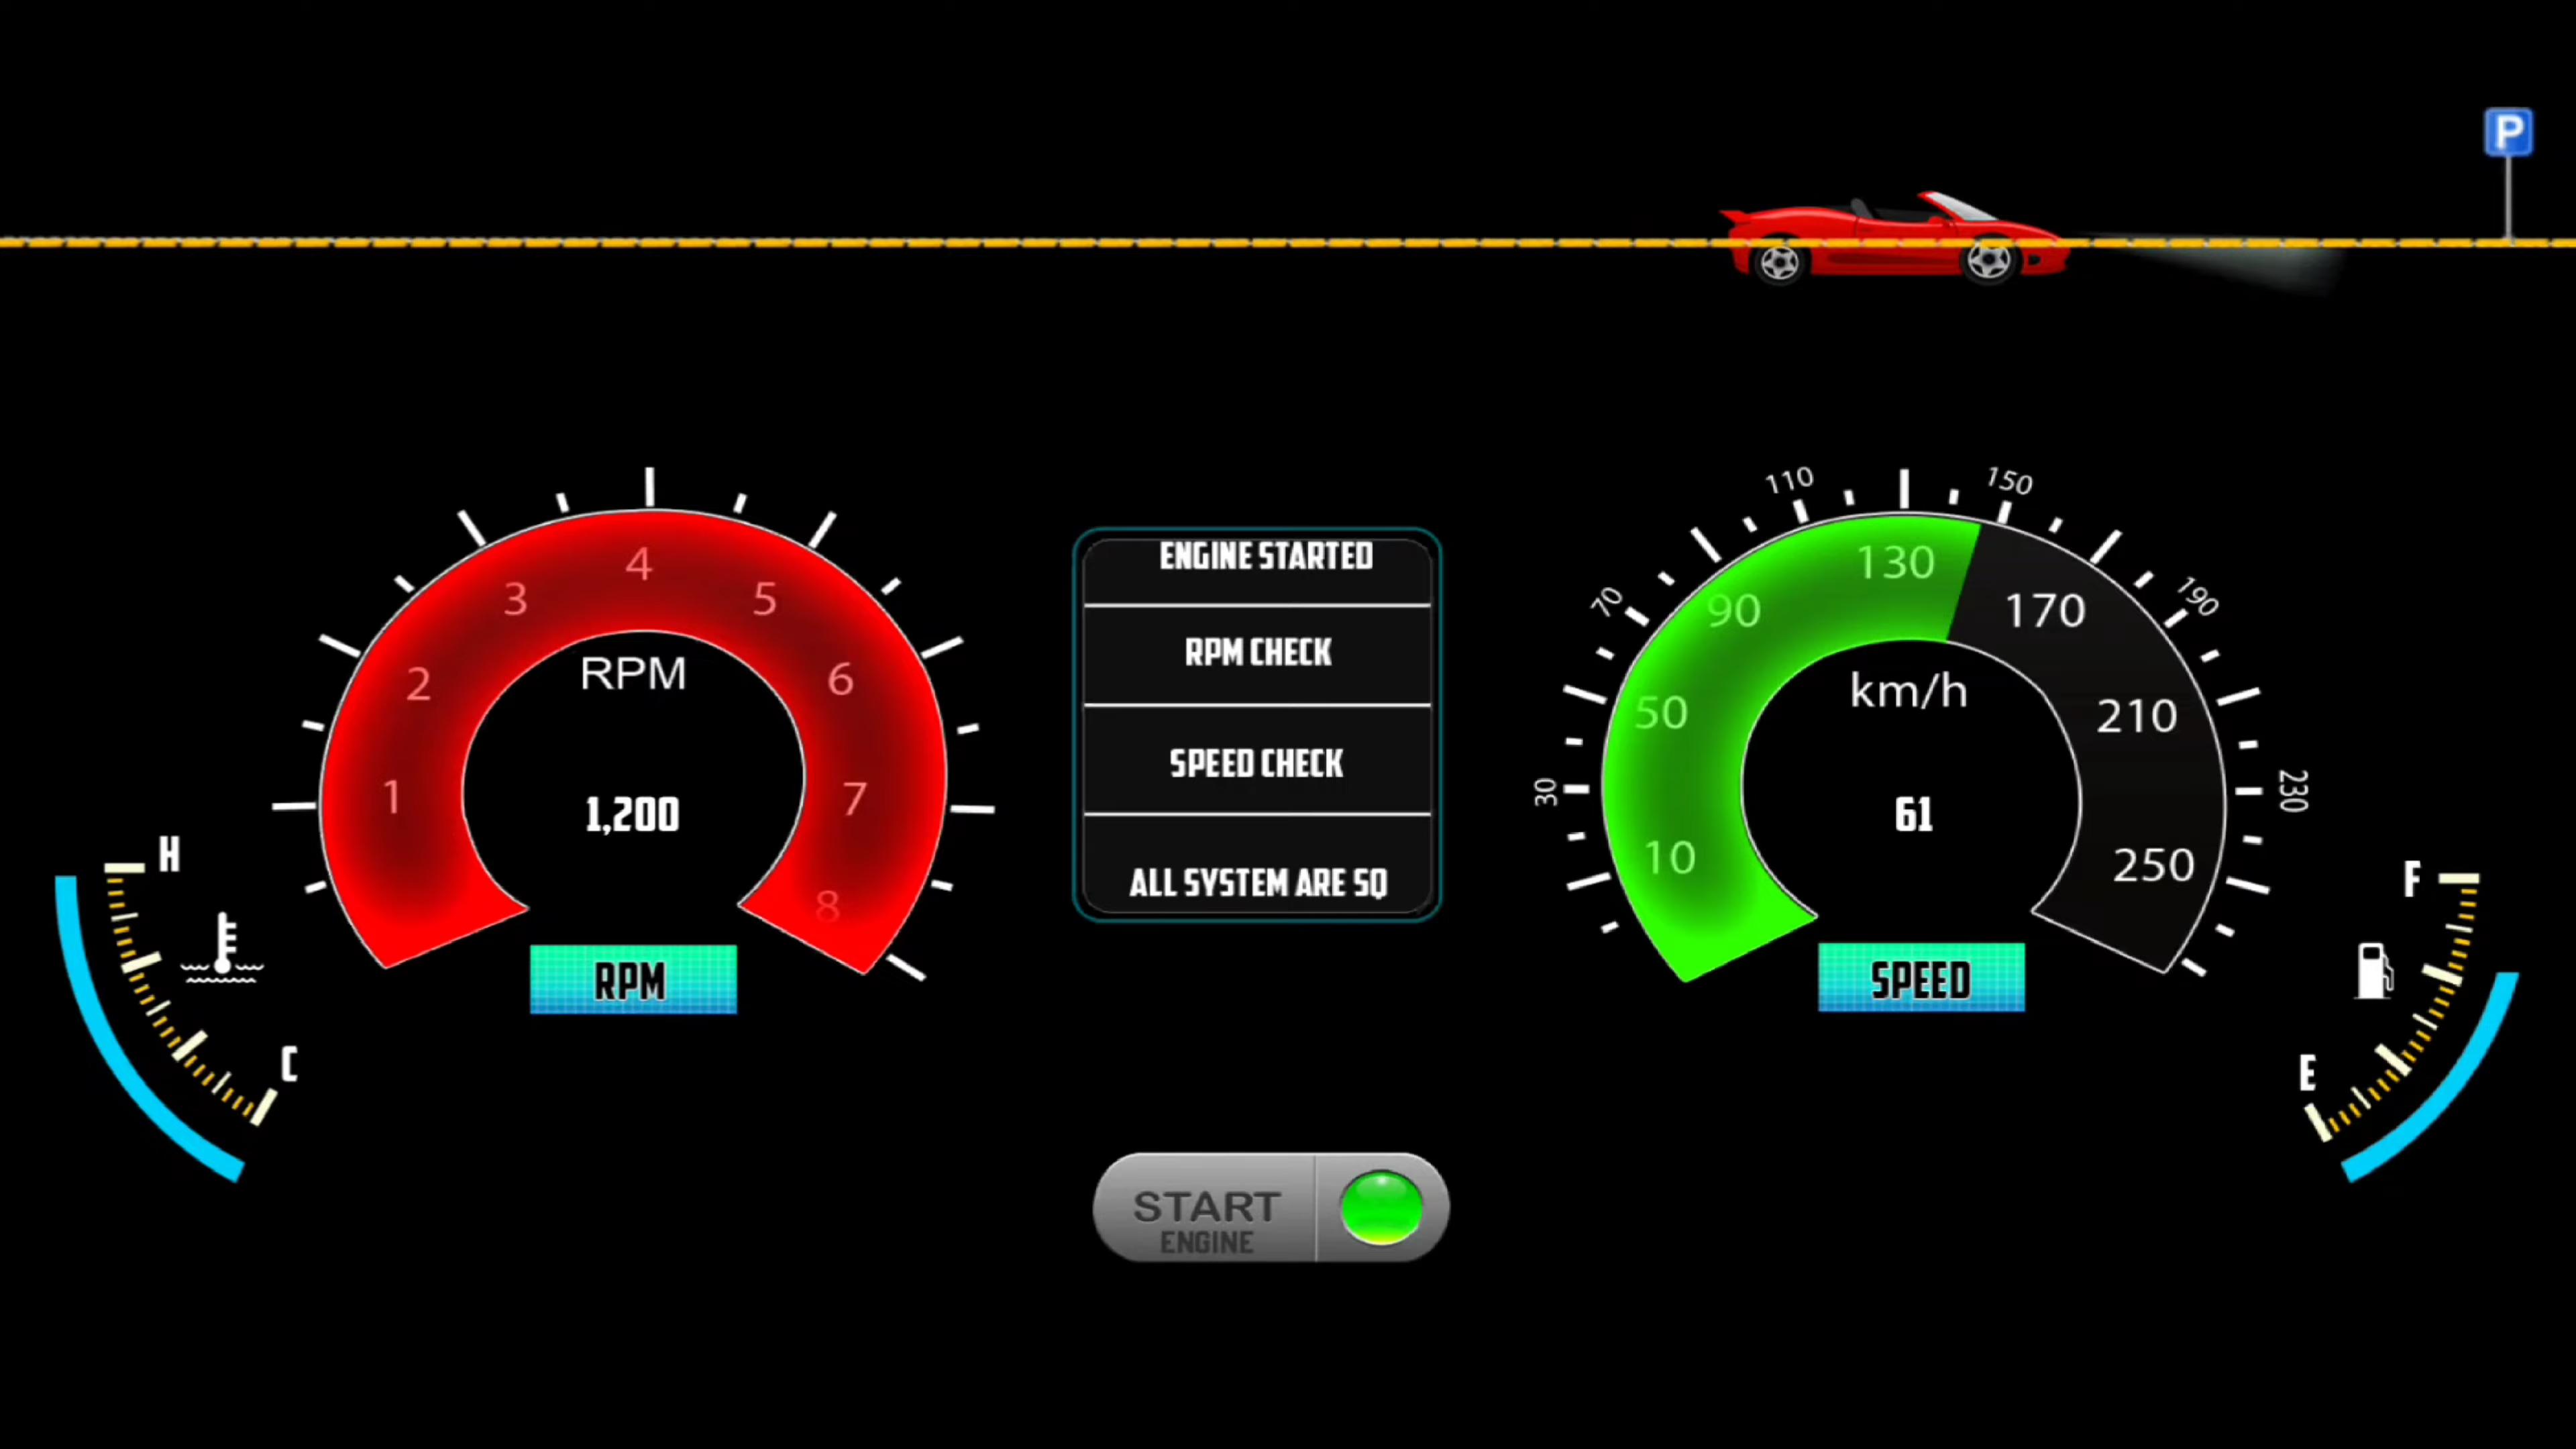 P
110
150
130
4
3
5
90
170
70
190
ENGINE STARTED
RPM CHECK
RPM
2
6
km/h
50
210
SPEED CHECK
1
7
30
230
1,200
61
H
10
250
ALL SYSTEM ARE SQ
F
8
RPM
SPEED
C
E
START
ENGINE